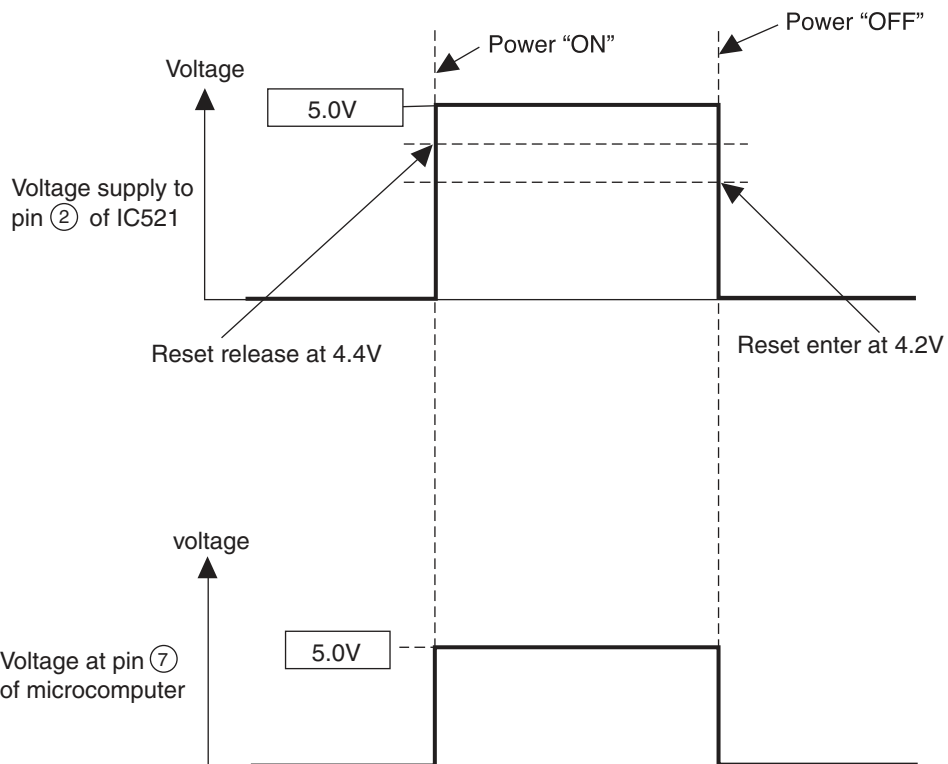 Power “OFF”
Power “ON”
Voltage
5.0V
Voltage supply to
pin ② of IC521
Reset release at 4.4V
Reset enter at 4.2V
voltage
5.0V
Voltage at pin ⑦
of microcomputer